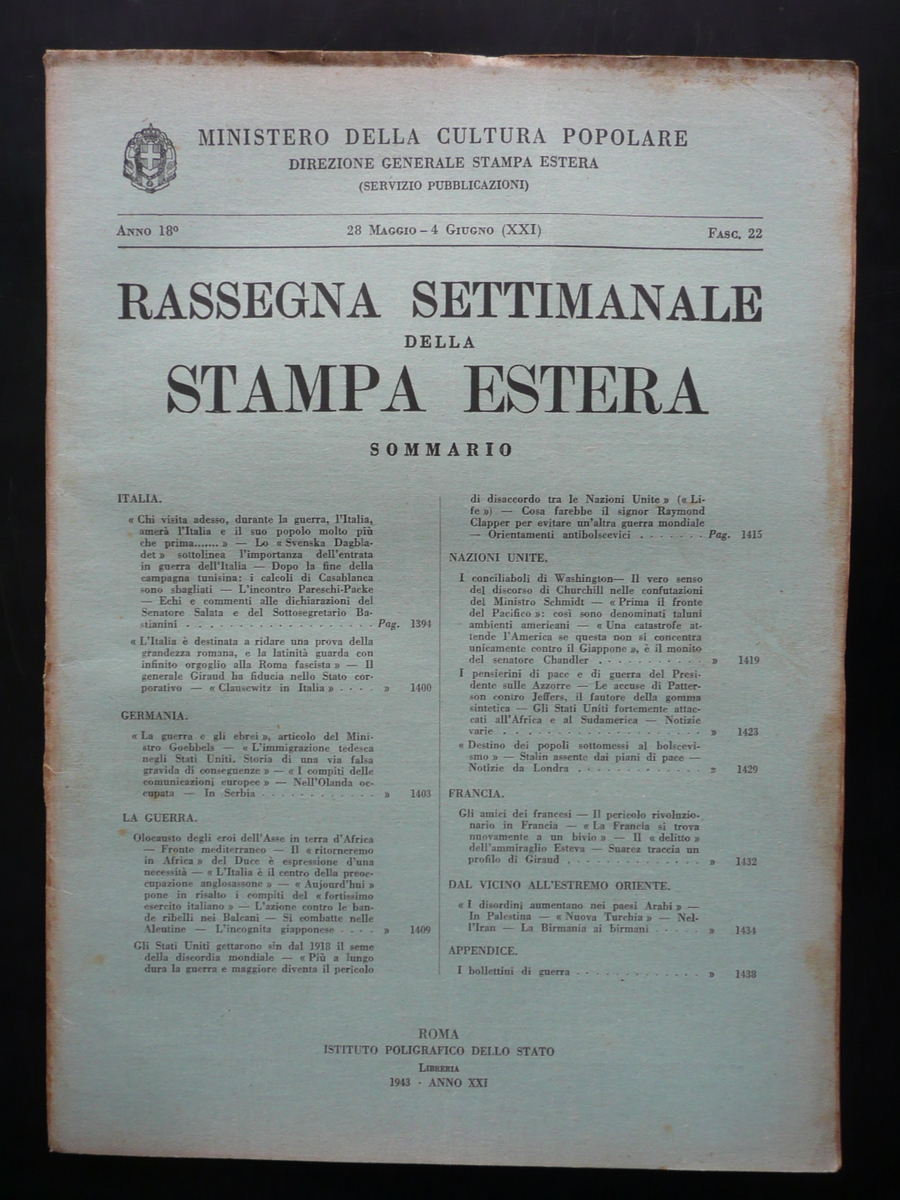 MINISTERO DELLA CULTURA POPOLARE
DIREZIONE GENERALE STAMPA ESTERA
(SERVIZIO PUBBLICAZIONI)
ANNO 18º 28 MAGGIO – 4 GIUGNO (XXI) FASC. 22
RASSEGNA SETTIMANALE
DELLA
STAMPA ESTERA
SOMMARIO
ITALIA.
« Chi visita adesso, durante la guerra, l'Italia,
amerà l'Italia e il suo popolo molto più
che prima....... » — Lo « Svenska Dagbla-
det » sottolinea l'importanza dell'entrata
in guerra dell'Italia — Dopo la fine della
campagna tunisina: i calcoli di Casablanca
sono sbagliati — L'incontro Pareschi-Packe
— Echi e commenti alle dichiarazioni del
Senatore Salata e del Sottosegretario Ba-
stianini . . . . . . . . . . . . . . . . . . . Pag. 1394
« L'Italia è destinata a ridare una prova della
grandezza romana, e la latinità guarda con
infinito orgoglio alla Roma fascista » — Il
generale Giraud ha fiducia nello Stato cor-
porativo — « Clausewitz in Italia » . . . . » 1400
GERMANIA.
« La guerra e gli ebrei », articolo del Mini-
stro Goebbels — « L'immigrazione tedesca
negli Stati Uniti. Storia di una via falsa
gravida di conseguenze » — « I compiti delle
comunicazioni europee » — Nell'Olanda oc-
cupata — In Serbia . . . . . . . . . . . . » 1403
LA GUERRA.
Olocausto degli eroi dell'Asse in terra d'Africa
— Fronte mediterraneo — Il « ritorneremo
in Africa » del Duce è espressione d'una
necessità — « L'Italia è il centro della preoc-
cupazione anglosassone » — « Aujourd'hui »
pone in risalto i compiti del « fortissimo
esercito italiano » — L'azione contro le ban-
de ribelli nei Balcani — Si combatte nelle
Aleutine — L'incognita giapponese . . . . » 1409
Gli Stati Uniti gettarono sin dal 1918 il seme
della discordia mondiale — « Più a lungo
dura la guerra e maggiore diventa il pericolo
di disaccordo tra le Nazioni Unite » (« Li-
fe ») — Cosa farebbe il signor Raymond
Clapper per evitare un'altra guerra mondiale
— Orientamenti antibolscevici . . . . . . . Pag. 1415
NAZIONI UNITE.
I conciliaboli di Washington— Il vero senso
del discorso di Churchill nelle confutazioni
del Ministro Schmidt — « Prima il fronte
del Pacifico »: così sono denominati taluni
ambienti americani — « Una catastrofe at-
tende l'America se questa non si concentra
unicamente contro il Giappone », è il monito
del senatore Chandler . . . . . . . . . . . » 1419
I pensierini di pace e di guerra del Presi-
dente sulle Azzorre — Le accuse di Patter-
son contro Jeffers, il fautore della gomma
sintetica — Gli Stati Uniti fortemente attac-
cati all'Africa e al Sudamerica — Notizie
varie . . . . . . . . . . . . . . . . . . . . » 1423
« Destino dei popoli sottomessi al bolscevi-
smo » — Stalin assente dai piani di pace —
Notizie da Londra . . . . . . . . . . . . . » 1429
FRANCIA.
Gli amici dei francesi — Il pericolo rivoluzio-
nario in Francia — « La Francia si trova
nuovamente a un bivio » — Il « delitto »
dell'ammiraglio Esteva — Suarez traccia un
profilo di Giraud . . . . . . . . . . . . . . » 1432
DAL VICINO ALL'ESTREMO ORIENTE.
« I disordini aumentano nei paesi Arabi » —
In Palestina — « Nuova Turchia » — Nel-
l'Iran — La Birmania ai birmani . . . . . » 1434
APPENDICE.
I bollettini di guerra . . . . . . . . . . . . . » 1438
ROMA
ISTITUTO POLIGRAFICO DELLO STATO
LIBRERIA
1943 - ANNO XXI